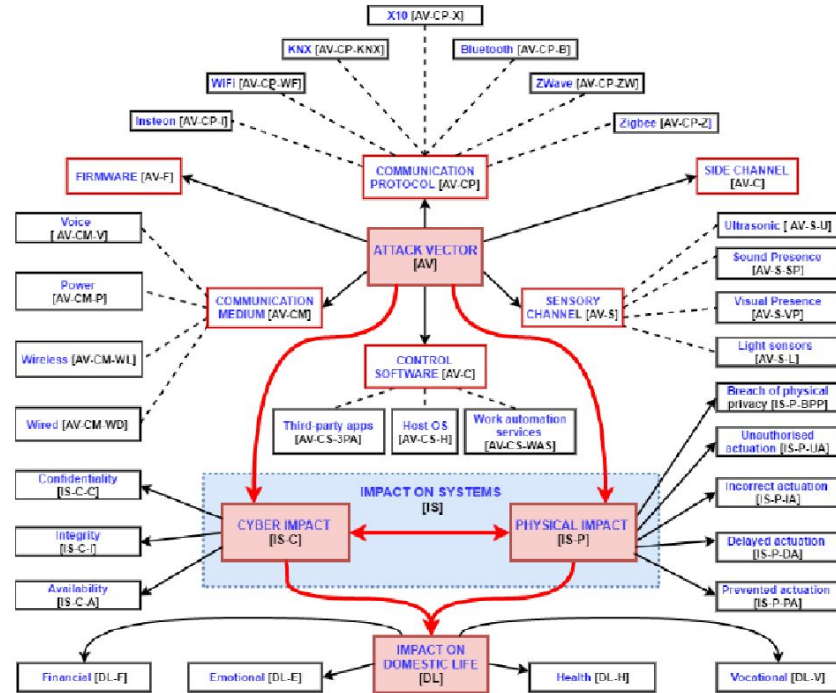 X10 [AV-CP-X]
KNX [AV-CP-KNX]
Bluetooth [AV-CP-B]
WIFI [AV-CP-WF]
ZWave [AV-CP-ZW]
Insteon [AV-CP-I]
Zigbee [AV-CP-Z]
COMMUNICATION
PROTOCOL [AV-CP]
FIRMWARE [AV-F]
SIDE CHANNEL
[AV-C]
Voice
[ AV-CM-V]
Power
[AV-CM-P]
Wireless [AV-CM-WL]
Wired [AV-CM-WD]
COMMUNICATION
MEDIUM [AV-CM]
ATTACK VECTOR
[AV]
SENSORY
CHANNEL [AV-S]
Ultrasonic [ AV-S-U]
Sound Presence
[AV-S-SP]
Visual Presence
[AV-S-VP]
Light sensors
[AV-S-L]
CONTROL
SOFTWARE [AV-C]
Third-party apps
[AV-CS-3PA]
Host OS
[AV-CS-H]
Work automation
services
[AV-CS-WAS]
Breach of physical
privacy [IS-P-BPP]
Unauthorised
actuation [IS-P-UA]
Incorrect actuation
[IS-P-IA]
Delayed actuation
[IS-P-DA]
Prevented actuation
[IS-P-PA]
Confidentiality
[IS-C-C]
Integrity
[IS-C-I]
Availability
[IS-C-A]
IMPACT ON SYSTEMS
[IS]
CYBER IMPACT
[IS-C]
PHYSICAL IMPACT
[IS-P]
IMPACT ON
DOMESTIC LIFE
[DL]
Financial [DL-F]
Emotional [DL-E]
Health [DL-H]
Vocational [DL-V]